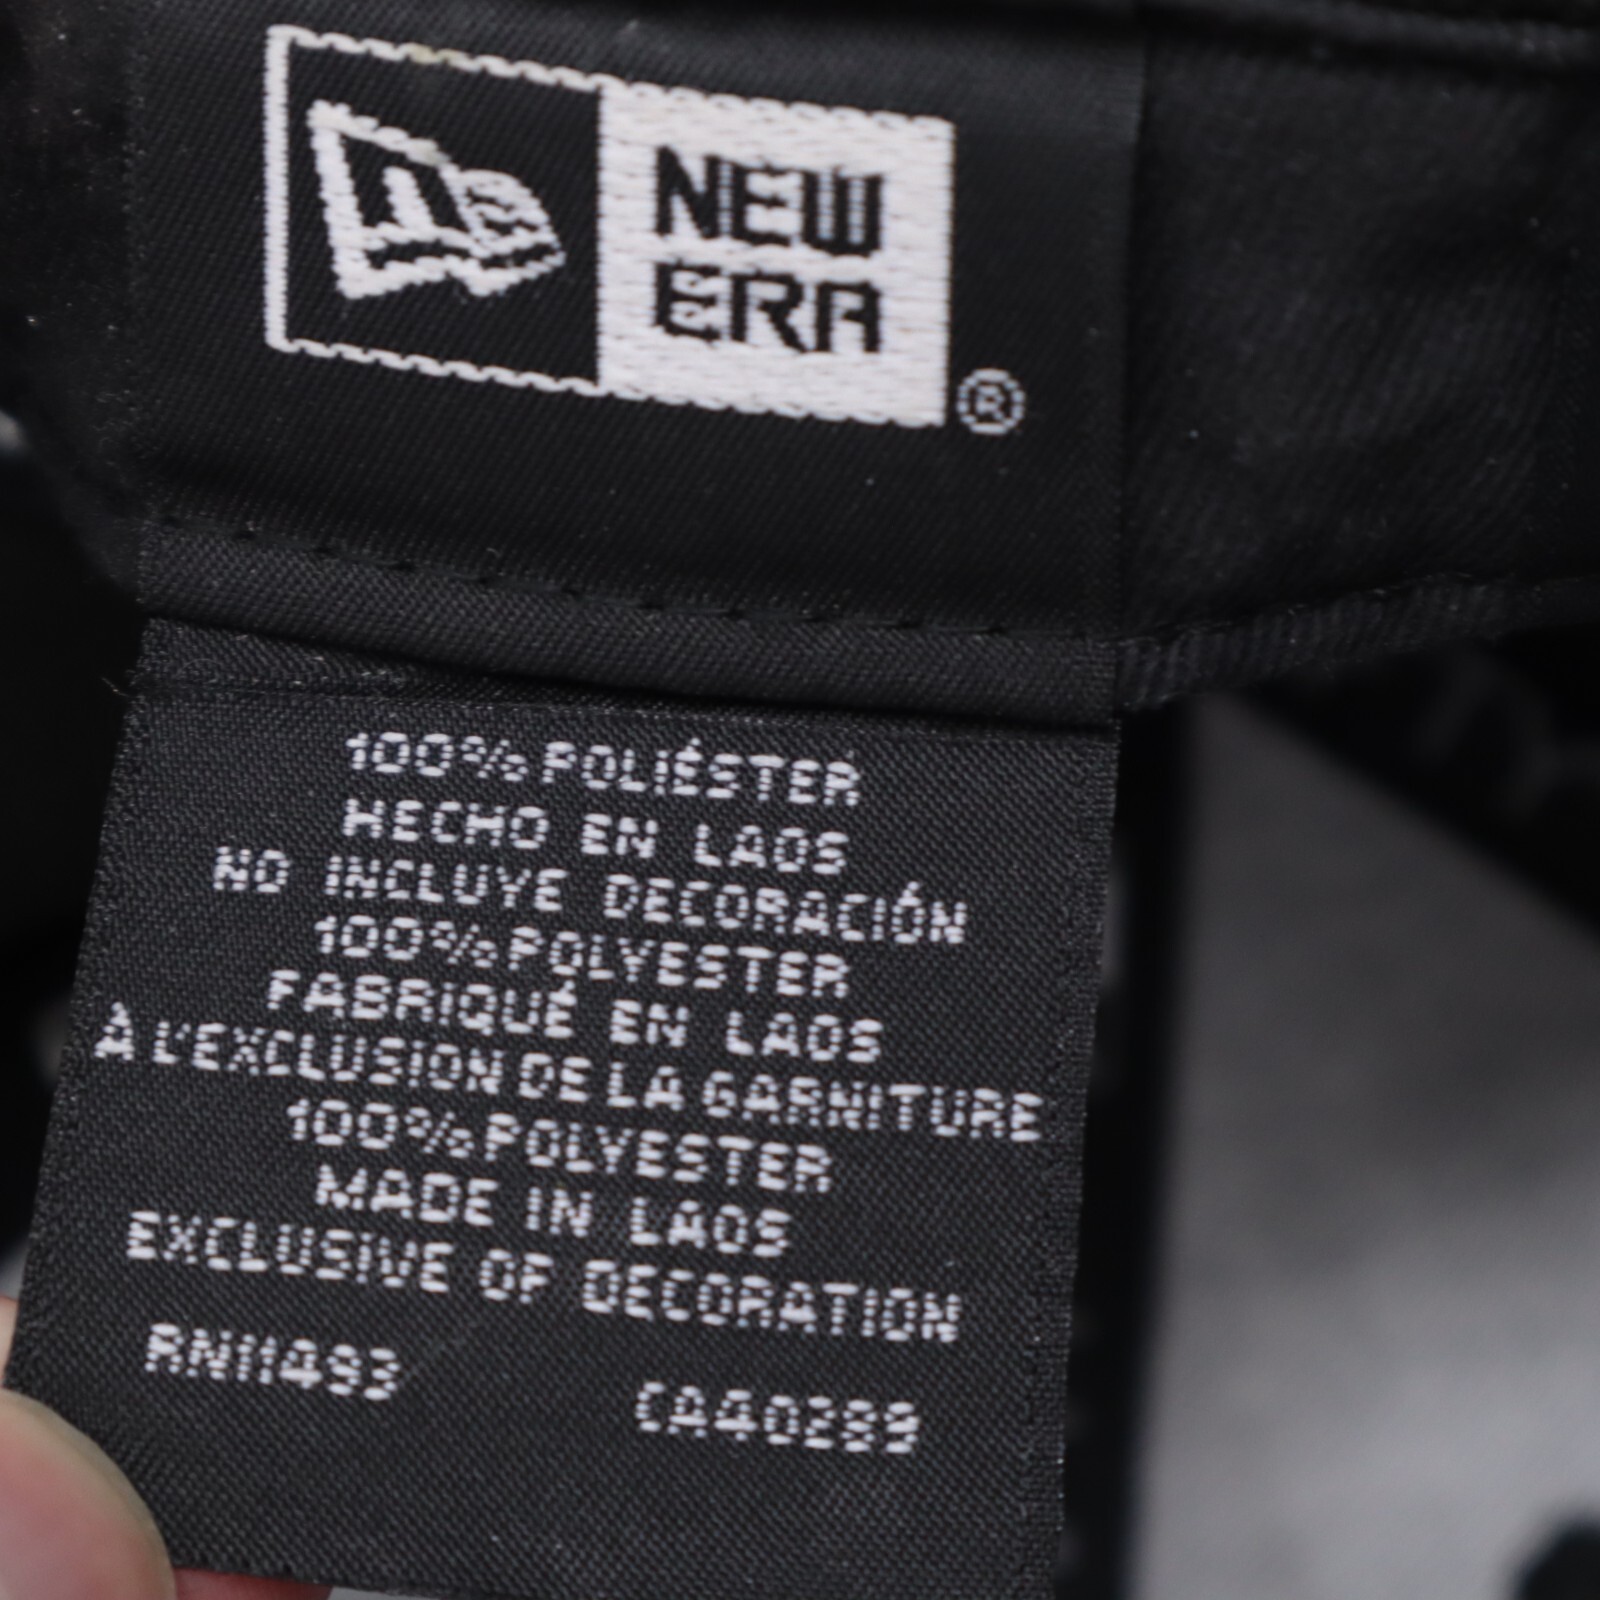 NEW
ERA
®
100% POLIÉSTER
HECHO EN LAOS
NO INCLUYE DECORACIÓN
100% POLYESTER
FABRIQUÉ EN LAOS
À L'EXCLUSION DE LA GARNITURE
100% POLYESTER
MADE IN LAOS
EXCLUSIVE OF DECORATION
RN11493 CA40289